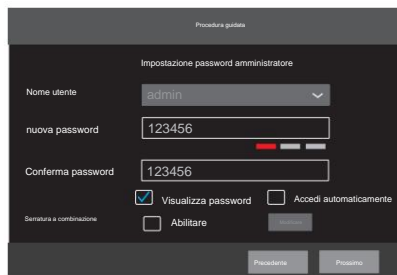 Procedura guidata
Impostazione password amministratore
Nome utente admin
nuova password 123456
Conferma password 123456
Visualizza password Accedi automaticamente
Serratura a combinazione Abilitare
Precedente Prossimo